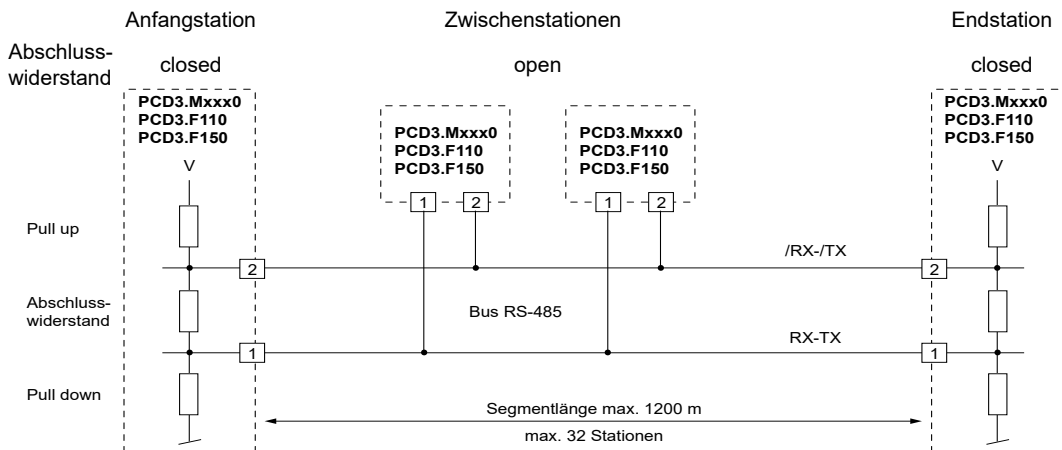 Anfangstation
Zwischenstationen
Endstation
Abschluss-
widerstand
closed
open
closed
PCD3.Mxxx0
PCD3.F110
PCD3.F150
V
PCD3.Mxxx0
PCD3.F110
PCD3.F150
1 2
PCD3.Mxxx0
PCD3.F110
PCD3.F150
1 2
PCD3.Mxxx0
PCD3.F110
PCD3.F150
V
Pull up
2
/RX-/TX
2
Abschluss-
widerstand
Bus RS-485
1
RX-TX
1
Pull down
Segmentlänge max. 1200 m
max. 32 Stationen